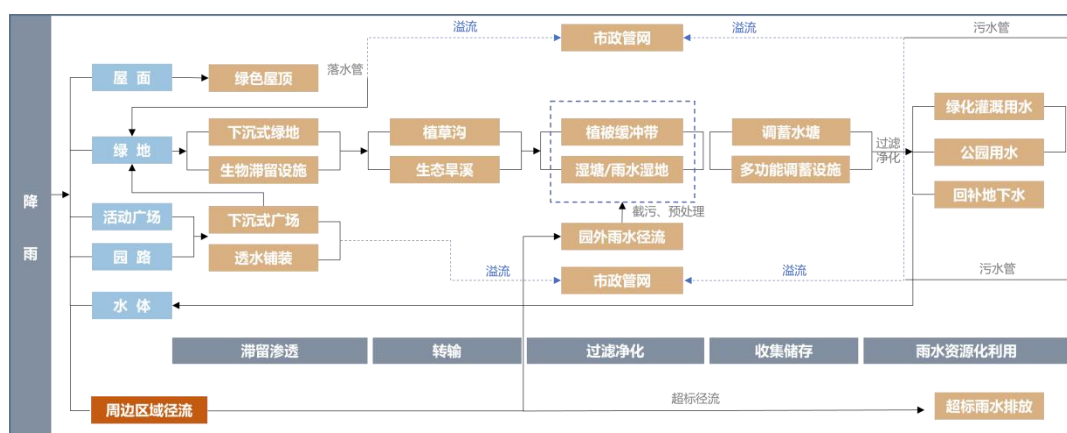 溢流
市政管网
溢流
污水管
屋面
绿色屋顶
落水管
下沉式绿地
植草沟
植被缓冲带
调蓄水塘
绿化灌溉用水
绿地
过滤
净化
公园用水
生物滞留设施
生态旱溪
湿塘/雨水湿地
多功能调蓄设施
回补地下水
降
雨
活动广场
下沉式广场
截污、预处理
园路
透水铺装
园外雨水径流
溢流
市政管网
溢流
污水管
水体
滞留渗透
转输
过滤净化
收集储存
雨水资源化利用
周边区域径流
超标径流
超标雨水排放